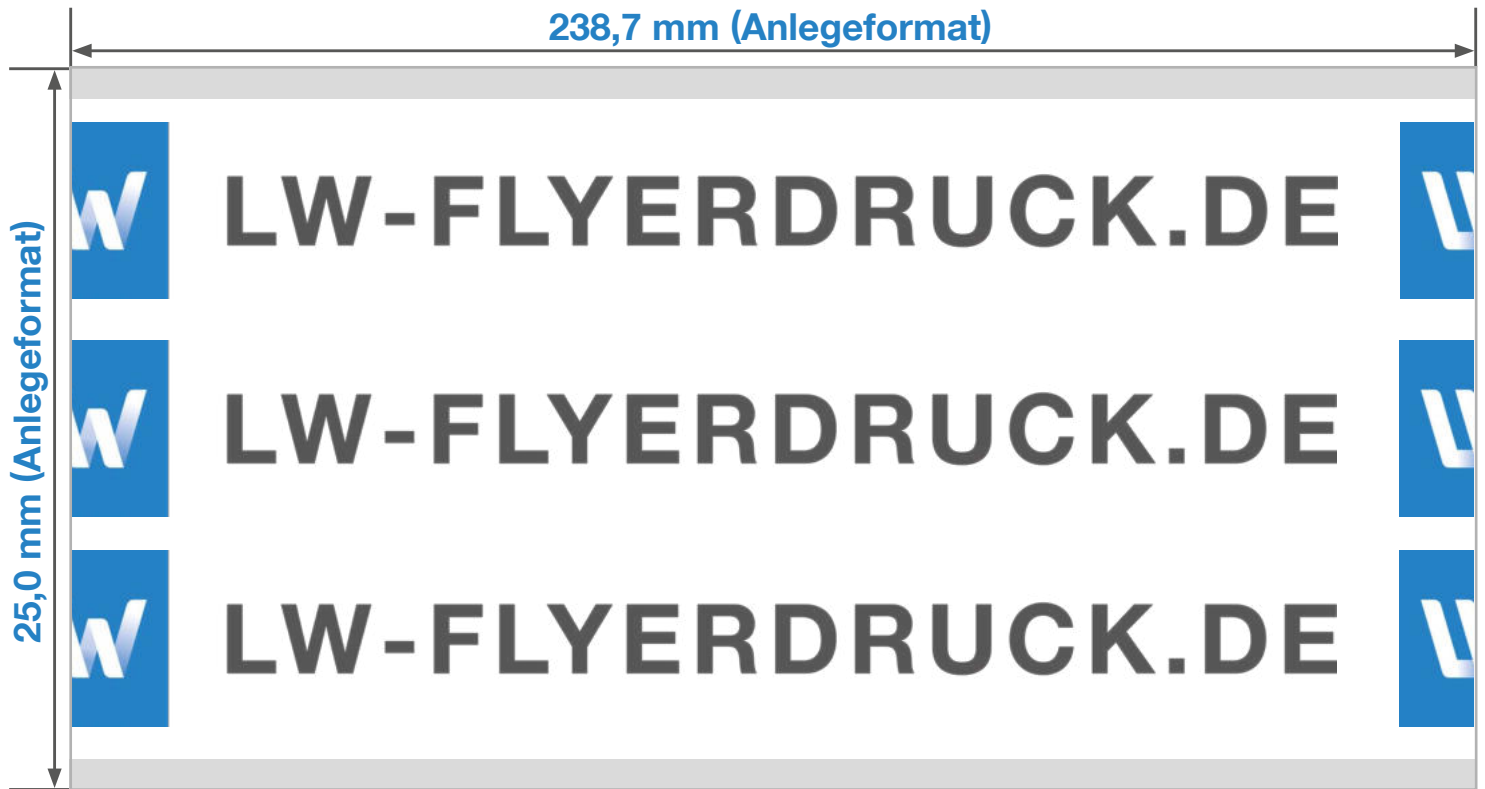 238,7 mm (Anlegeformat)
25,0 mm (Anlegeformat)
W LW-FLYERDRUCK.DE
W LW-FLYERDRUCK.DE
W LW-FLYERDRUCK.DE